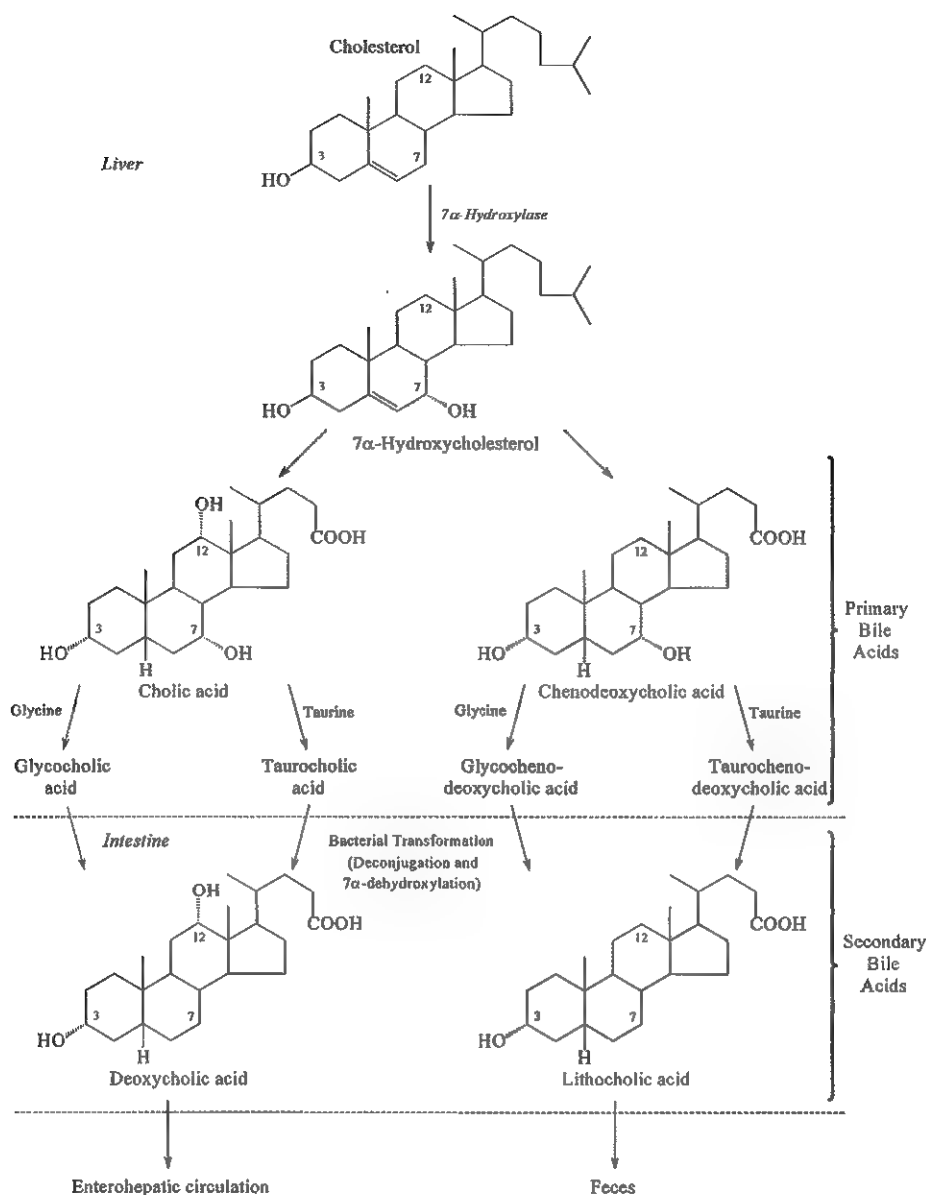 Cholesterol
12
3
7
HO
Liver
7α-Hydroxylase
12
3
7
HO
OH
7α-Hydroxycholesterol
OH
COOH
12
3
7
HO
H
OH
Cholic acid
COOH
12
3
7
HO
H
OH
Chenodeoxycholic acid
Primary
Bile
Acids
Glycine
Taurine
Glycine
Taurine
Glycocholic
acid
Taurocholic
acid
Glycocheno-
deoxycholic acid
Taurocheno-
deoxycholic acid
Intestine
Bacterial Transformation
(Deconjugation and
7α-dehydroxylation)
OH
COOH
12
3
7
HO
H
Deoxycholic acid
COOH
12
3
7
HO
H
Lithocholic acid
Secondary
Bile
Acids
Enterohepatic circulation
Feces